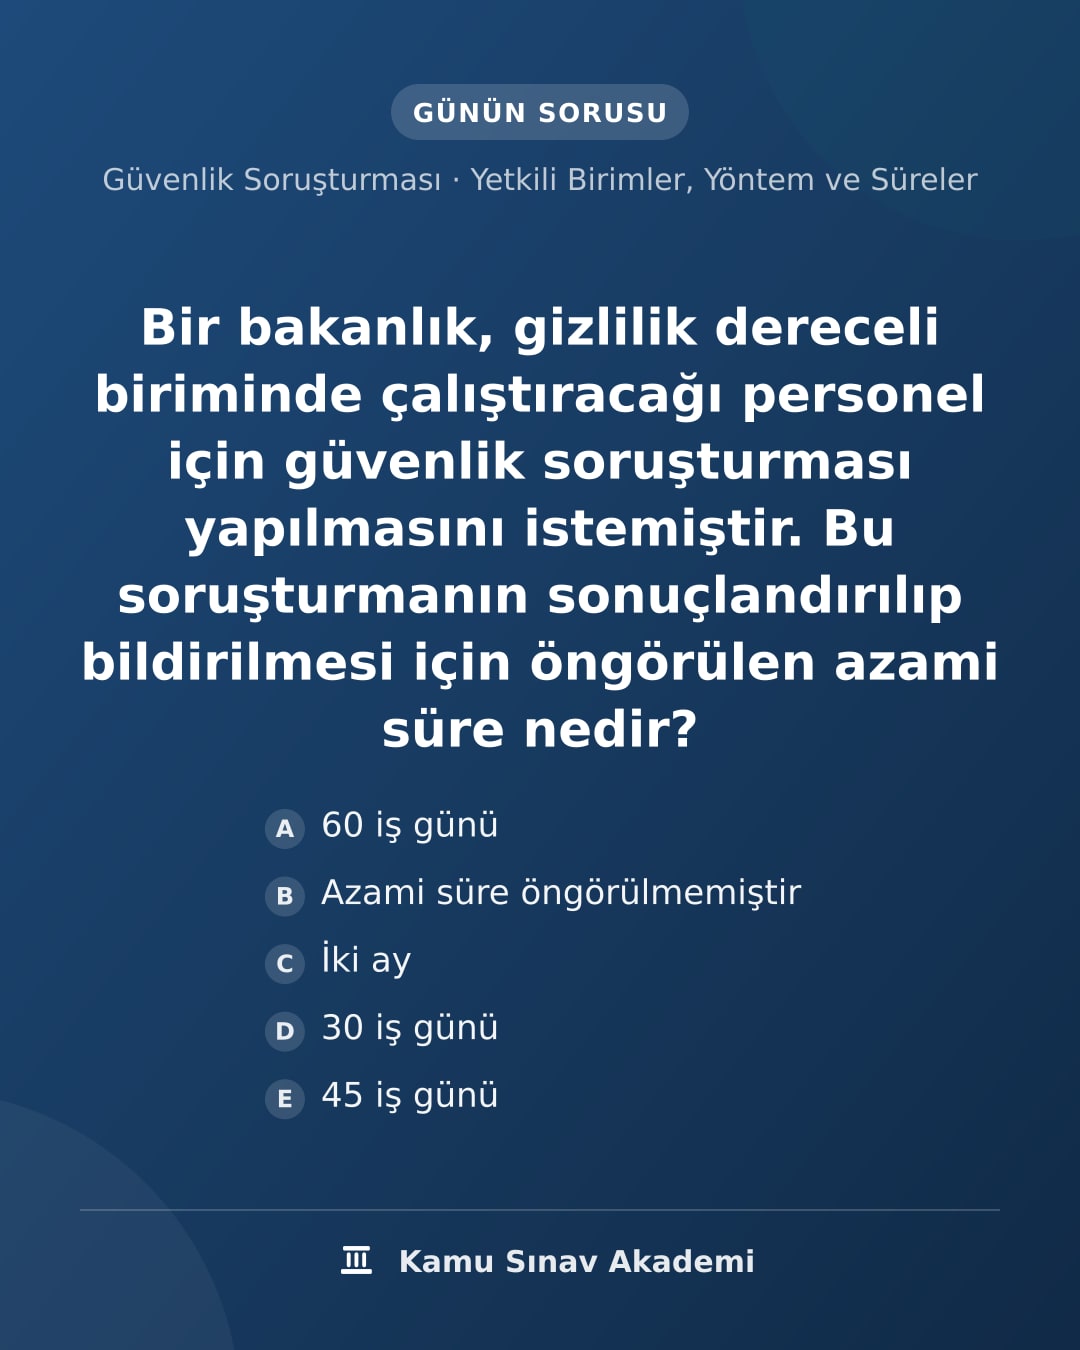 GÜNÜN SORUSU
Güvenlik Soruşturması · Yetkili Birimler, Yöntem ve Süreler
Bir bakanlık, gizlilik dereceli
biriminde çalıştıracağı personel
için güvenlik soruşturması
yapılmasını istemiştir. Bu
soruşturmanın sonuçlandırılıp
bildirilmesi için öngörülen azami
süre nedir?
A 60 iş günü
B Azami süre öngörülmemiştir
C İki ay
D 30 iş günü
E 45 iş günü
Kamu Sınav Akademi